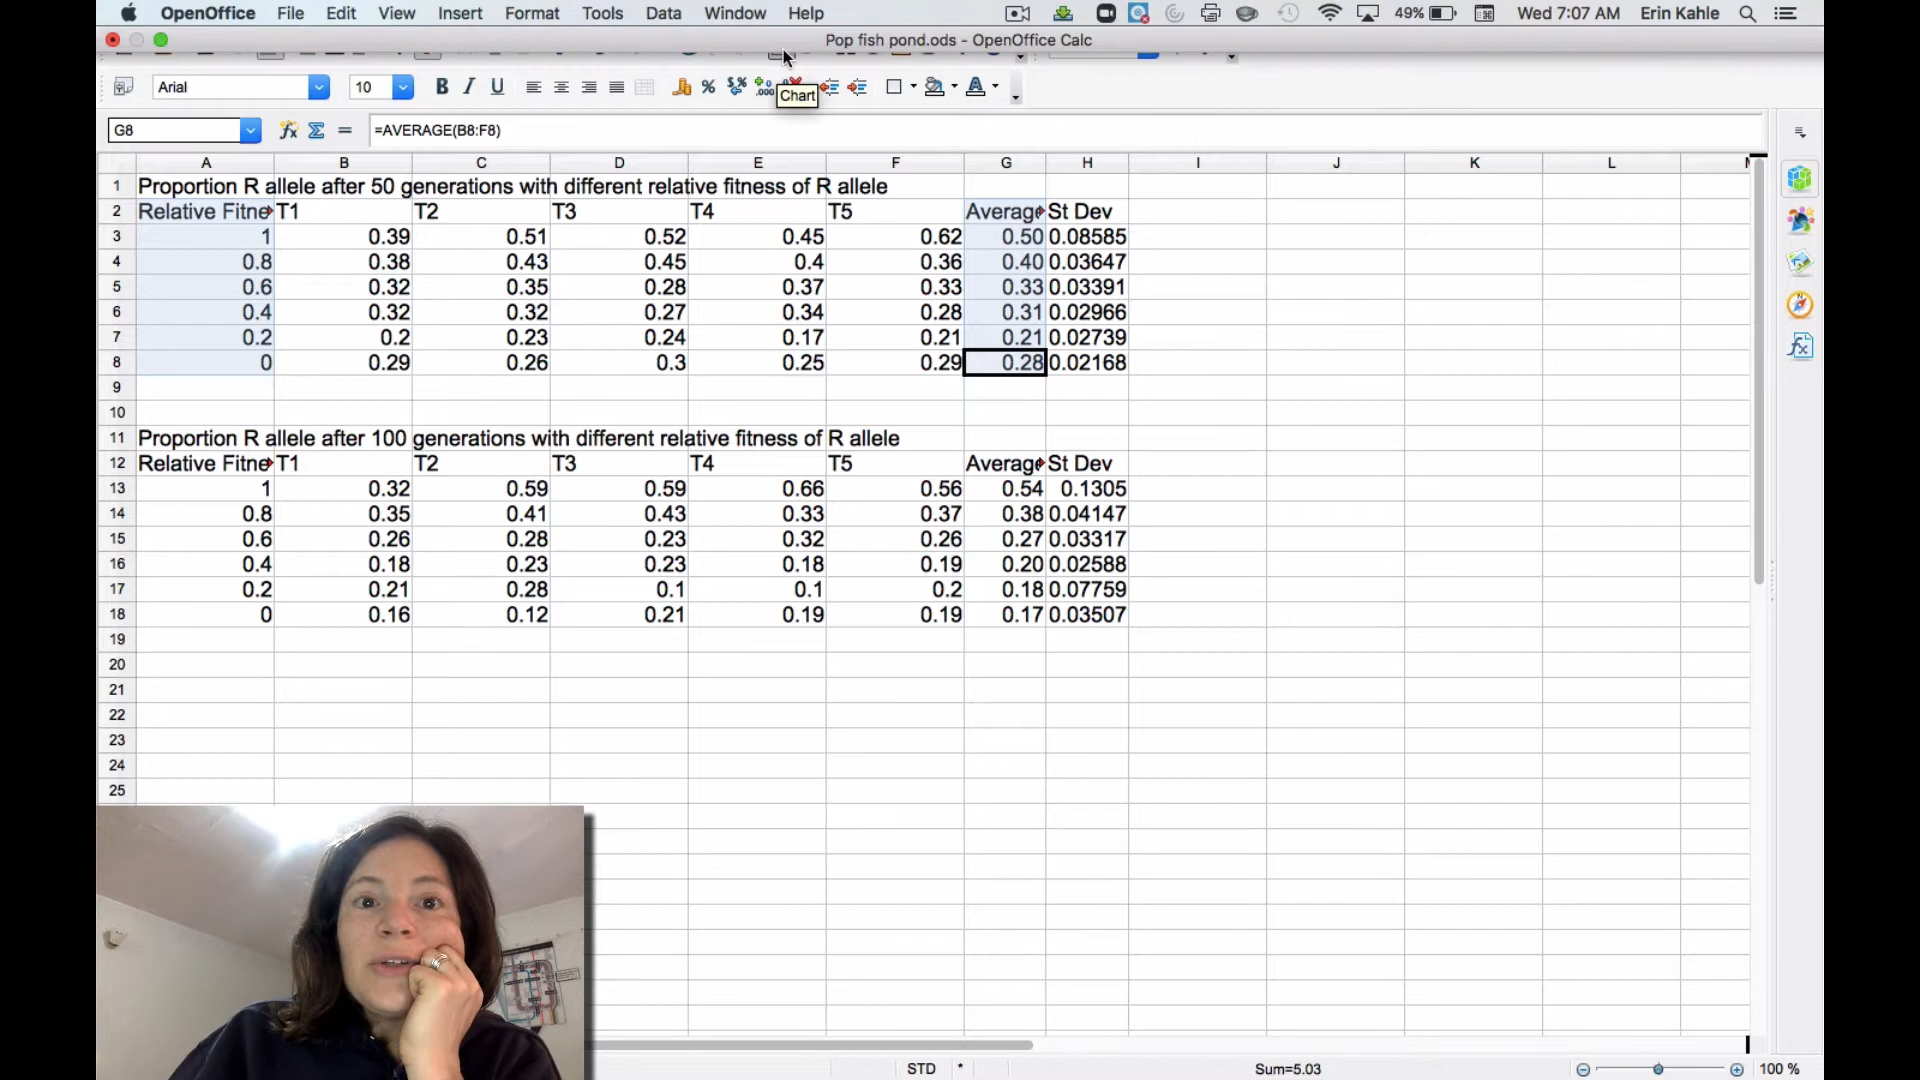 OpenOffice File Edit View Insert Format Tools Data Window Help 49% Wed 7:07 AM Erin Kahle
Pop fish pond.ods - OpenOffice Calc
Arial 10 B I U %
Chart
G8 =AVERAGE(B8:F8)
A B C D E F G H I J K L
1 Proportion R allele after 50 generations with different relative fitness of R allele
2 Relative Fitne T1 T2 T3 T4 T5 Average St Dev
3 1 0.39 0.51 0.52 0.45 0.62 0.50 0.08585
4 0.8 0.38 0.43 0.45 0.4 0.36 0.40 0.03647
5 0.6 0.32 0.35 0.28 0.37 0.33 0.33 0.03391
6 0.4 0.32 0.32 0.27 0.34 0.28 0.31 0.02966
7 0.2 0.2 0.23 0.24 0.17 0.21 0.21 0.02739
8 0 0.29 0.26 0.3 0.25 0.29 0.28 0.02168
9
10
11 Proportion R allele after 100 generations with different relative fitness of R allele
12 Relative Fitne T1 T2 T3 T4 T5 Average St Dev
13 1 0.32 0.59 0.59 0.66 0.56 0.54 0.1305
14 0.8 0.35 0.41 0.43 0.33 0.37 0.38 0.04147
15 0.6 0.26 0.28 0.23 0.32 0.26 0.27 0.03317
16 0.4 0.18 0.23 0.23 0.18 0.19 0.20 0.02588
17 0.2 0.21 0.28 0.1 0.1 0.2 0.18 0.07759
18 0 0.16 0.12 0.21 0.19 0.19 0.17 0.03507
19
20
21
22
23
24
25
STD * Sum=5.03 100 %